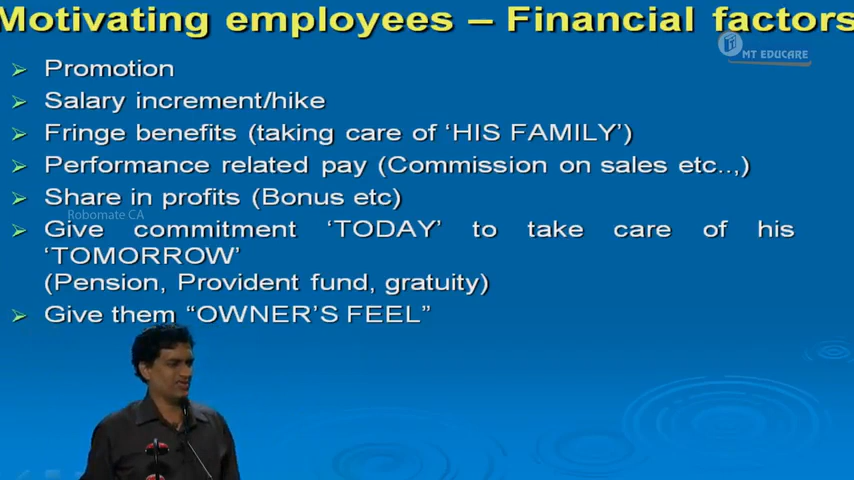 Motivating employees – Financial factors
MT EDUCARE
Promotion
Salary increment/hike
Fringe benefits (taking care of ‘HIS FAMILY’)
Performance related pay (Commission on sales etc..,)
Share in profits (Bonus etc)
Robomate CA
Give commitment ‘TODAY’ to take care of his
‘TOMORROW’
(Pension, Provident fund, gratuity)
Give them “OWNER’S FEEL”